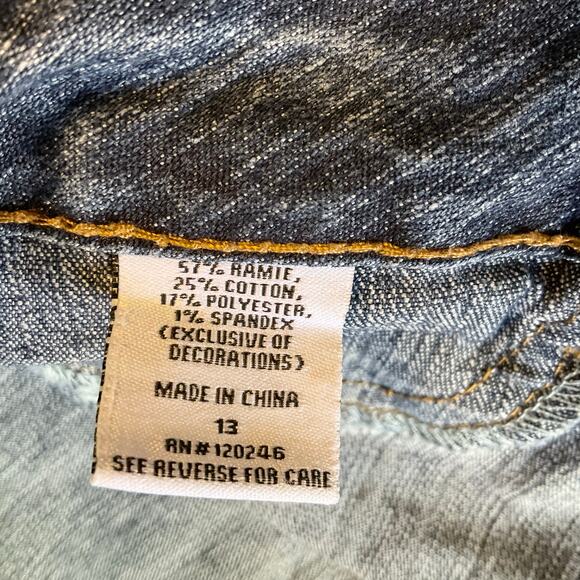 57% RAMIE,
25% COTTON,
17% POLYESTER,
1% SPANDEX
(EXCLUSIVE OF
DECORATIONS)
MADE IN CHINA
13
RN#120246
SEE REVERSE FOR CARE